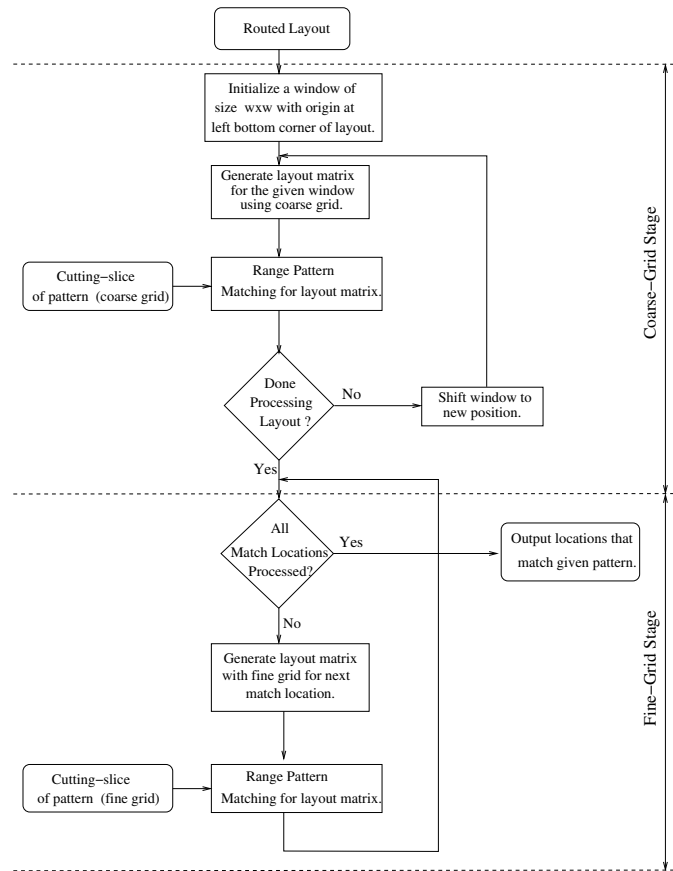 Routed Layout
Initialize a window of
size wxw with origin at
left bottom corner of layout.
Generate layout matrix
for the given window
using coarse grid.
Cutting−slice
of pattern (coarse grid)
Range Pattern
Matching for layout matrix.
Done
Processing
Layout ?
No
Shift window to
new position.
Yes
Coarse−Grid Stage
All
Match Locations
Processed?
Yes
Output locations that
match given pattern.
No
Generate layout matrix
with fine grid for next
match location.
Cutting−slice
of pattern (fine grid)
Range Pattern
Matching for layout matrix.
Fine−Grid Stage